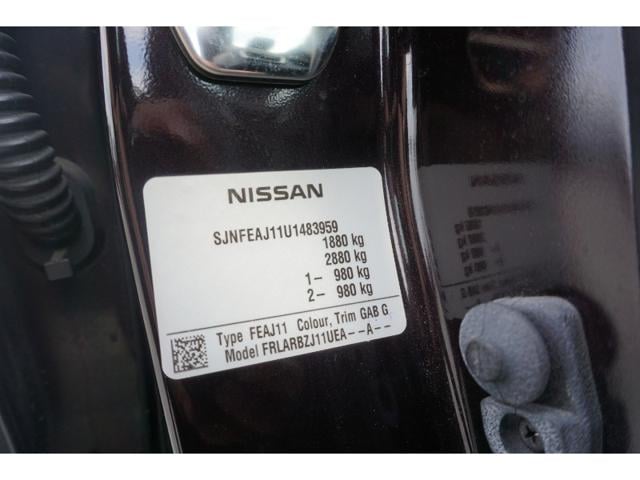 NISSAN
SJNFEAJ11U1483959
1880 kg
2880 kg
1- 980 kg
2- 980 kg
Type FEAJ11 Colour, Trim GAB G
Model FRLARBZJ11UEA--A--